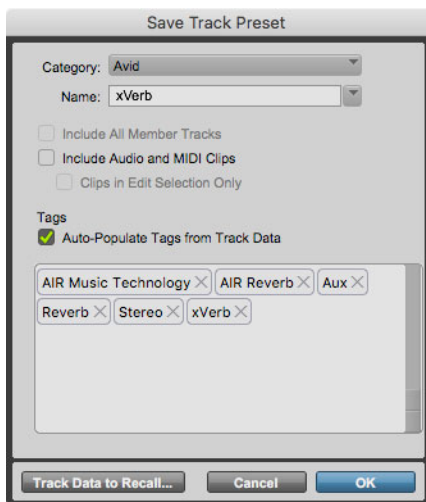 Save Track Preset
Category: Avid
Name: xVerb
Include All Member Tracks
Include Audio and MIDI Clips
Clips in Edit Selection Only
Tags
Auto-Populate Tags from Track Data
AIR Music Technology AIR Reverb Aux
Reverb Stereo xVerb
Track Data to Recall... Cancel OK